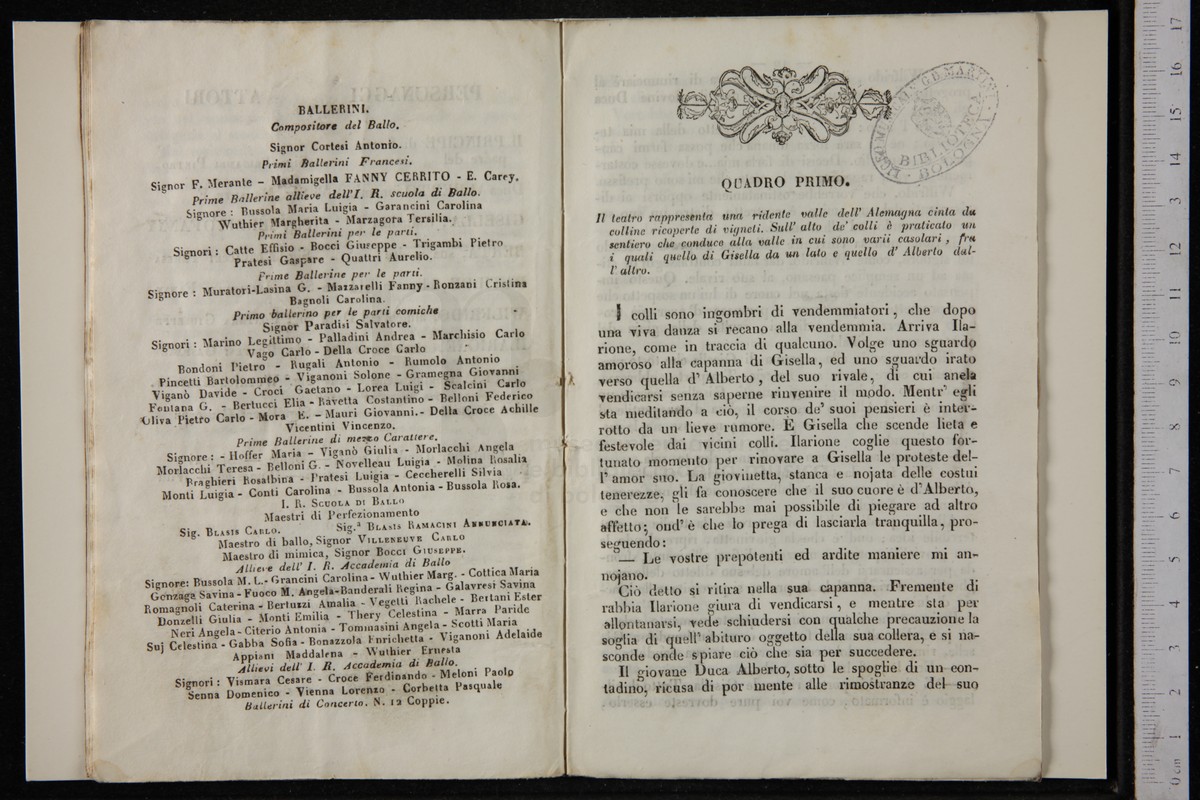 BALLERINI.
Compositore del Ballo.
Signor Cortesi Antonio.
Primi Ballerini Francesi.
Signor F. Merante – Madamigella FANNY CERRITO - E. Carey.
Prime Ballerine allieve dell'I. R. scuola di Ballo.
Signore : Bussola Maria Luigia - Garancini Carolina
Wuthier Margherita - Marzagora Tersilia.
Primi Ballerini per le parti.
Signori : Catte Effisio - Bocci Giuseppe - Trigambi Pietro
Pratesi Gaspare - Quattri Aurelio.
Prime Ballerine per le parti.
Signore : Muratori-Lasina G. - Mazzarelli Fanny - Ronzani Cristina
Bagnoli Carolina.
Primo ballerino per le parti comiche
Signor Paradisi Salvatore.
Signori : Marino Legittimo - Palladini Andrea - Marchisio Carlo
Vago Carlo - Della Croce Carlo
Rondoni Pietro - Rugali Antonio - Rumolo Antonio
Pincetti Bartolommeo - Viganoni Solone - Gramegna Giovanni
Viganò Davide - Croci Gaetano - Lorea Luigi - Scalcini Carlo
Fontana G. - Bertucci Elia - Ravetta Costantino - Belloni Federico
Oliva Pietro Carlo - Mora E. – Mauri Giovanni.- Della Croce Achille
Vicentini Vincenzo.
Prime Ballerine di mezzo Carattere.
Signore : - Hoffer Maria – Viganò Giulia - Morlacchi Angela
Morlacchi Teresa - Belloni G. - Novelleau Luigia - Molina Rosalia
Braghieri Rosalbina - Pratesi Luigia - Ceccherelli Silvia
Monti Luigia - Conti Carolina - Bussola Antonia - Bussola Rosa.
I. R. SCUOLA DI BALLO
Maestri di Perfezionamento
Sig. BLASIS CARLO. Sig.ª BLASIS RAMACINI ANNUNCIATA.
Maestro di ballo, Signor VILLENEUVE CARLO
Maestro di mimica, Signor BOCCI GIUSEPPE.
Allieve dell' I. R. Accademia di Ballo
Signore: Bussola M. L.- Grancini Carolina - Wuthier Marg. - Cottica Maria
Gonzaga Savina - Fuoco M. Angela-Banderali Regina - Galavresi Savina
Romagnoli Caterina - Bertuzzi Amalia - Vegetti Rachele - Bertani Ester
Donzelli Giulia - Monti Emilia - Thery Celestina - Marra Paride
Neri Angela - Citerio Antonia - Tommasini Angela - Scotti Maria
Suj Celestina - Gabba Sofia - Bonazzola Enrichetta - Viganoni Adelaide
Appiani Maddalena - Wuthier Ernesta
Allievi dell' I. R. Accademia di Ballo.
Signori : Vismara Cesare - Croce Ferdinando - Meloni Paolo
Senna Domenico - Vienna Lorenzo - Corbetta Pasquale
Ballerini di Concerto. N. 12 Coppie.
BIBLIOTECA
BOLOGNA
QUADRO PRIMO.
Il teatro rappresenta una ridente valle dell' Alemagna cinta da
colline ricoperte di vigneti. Sull' alto de' colli è praticato un
sentiero che conduce alla valle in cui sono varii casolari , fra
i quali quello di Gisella da un lato e quello d' Alberto dal-
l' altro.
I colli sono ingombri di vendemmiatori, che dopo
una viva danza si recano alla vendemmia. Arriva Ila-
rione, come in traccia di qualcuno. Volge uno sguardo
amoroso alla capanna di Gisella, ed uno sguardo irato
verso quella d' Alberto , del suo rivale, di cui anela
vendicarsi senza saperne rinvenire il modo. Mentr' egli
sta meditando a ciò, il corso de' suoi pensieri è inter-
rotto da un lieve rumore. È Gisella che scende lieta e
festevole dai vicini colli. Ilarione coglie questo for-
tunato momento per rinovare a Gisella le proteste del-
l' amor suo. La giovinetta, stanca e nojata delle costui
tenerezze, gli fa conoscere che il suo cuore è d'Alberto,
e che non le sarebbe mai possibile di piegare ad altro
affetto; ond' è che lo prega di lasciarla tranquilla, pro-
seguendo :
— Le vostre prepotenti ed ardite maniere mi an-
nojano.
Ciò detto si ritira nella sua capanna. Fremente di
rabbia Ilarione giura di vendicarsi , e mentre sta per
allontanarsi, vede schiudersi con qualche precauzione la
soglia di quell' abituro oggetto della sua collera, e si na-
sconde onde spiare ciò che sia per succedere.
Il giovane Duca Alberto, sotto le spoglie di un con-
tadino, ricusa di por mente alle rimostranze del suo
0 cm 1 2 3 4 5 6 7 8 9 10 11 12 13 14 15 16 17